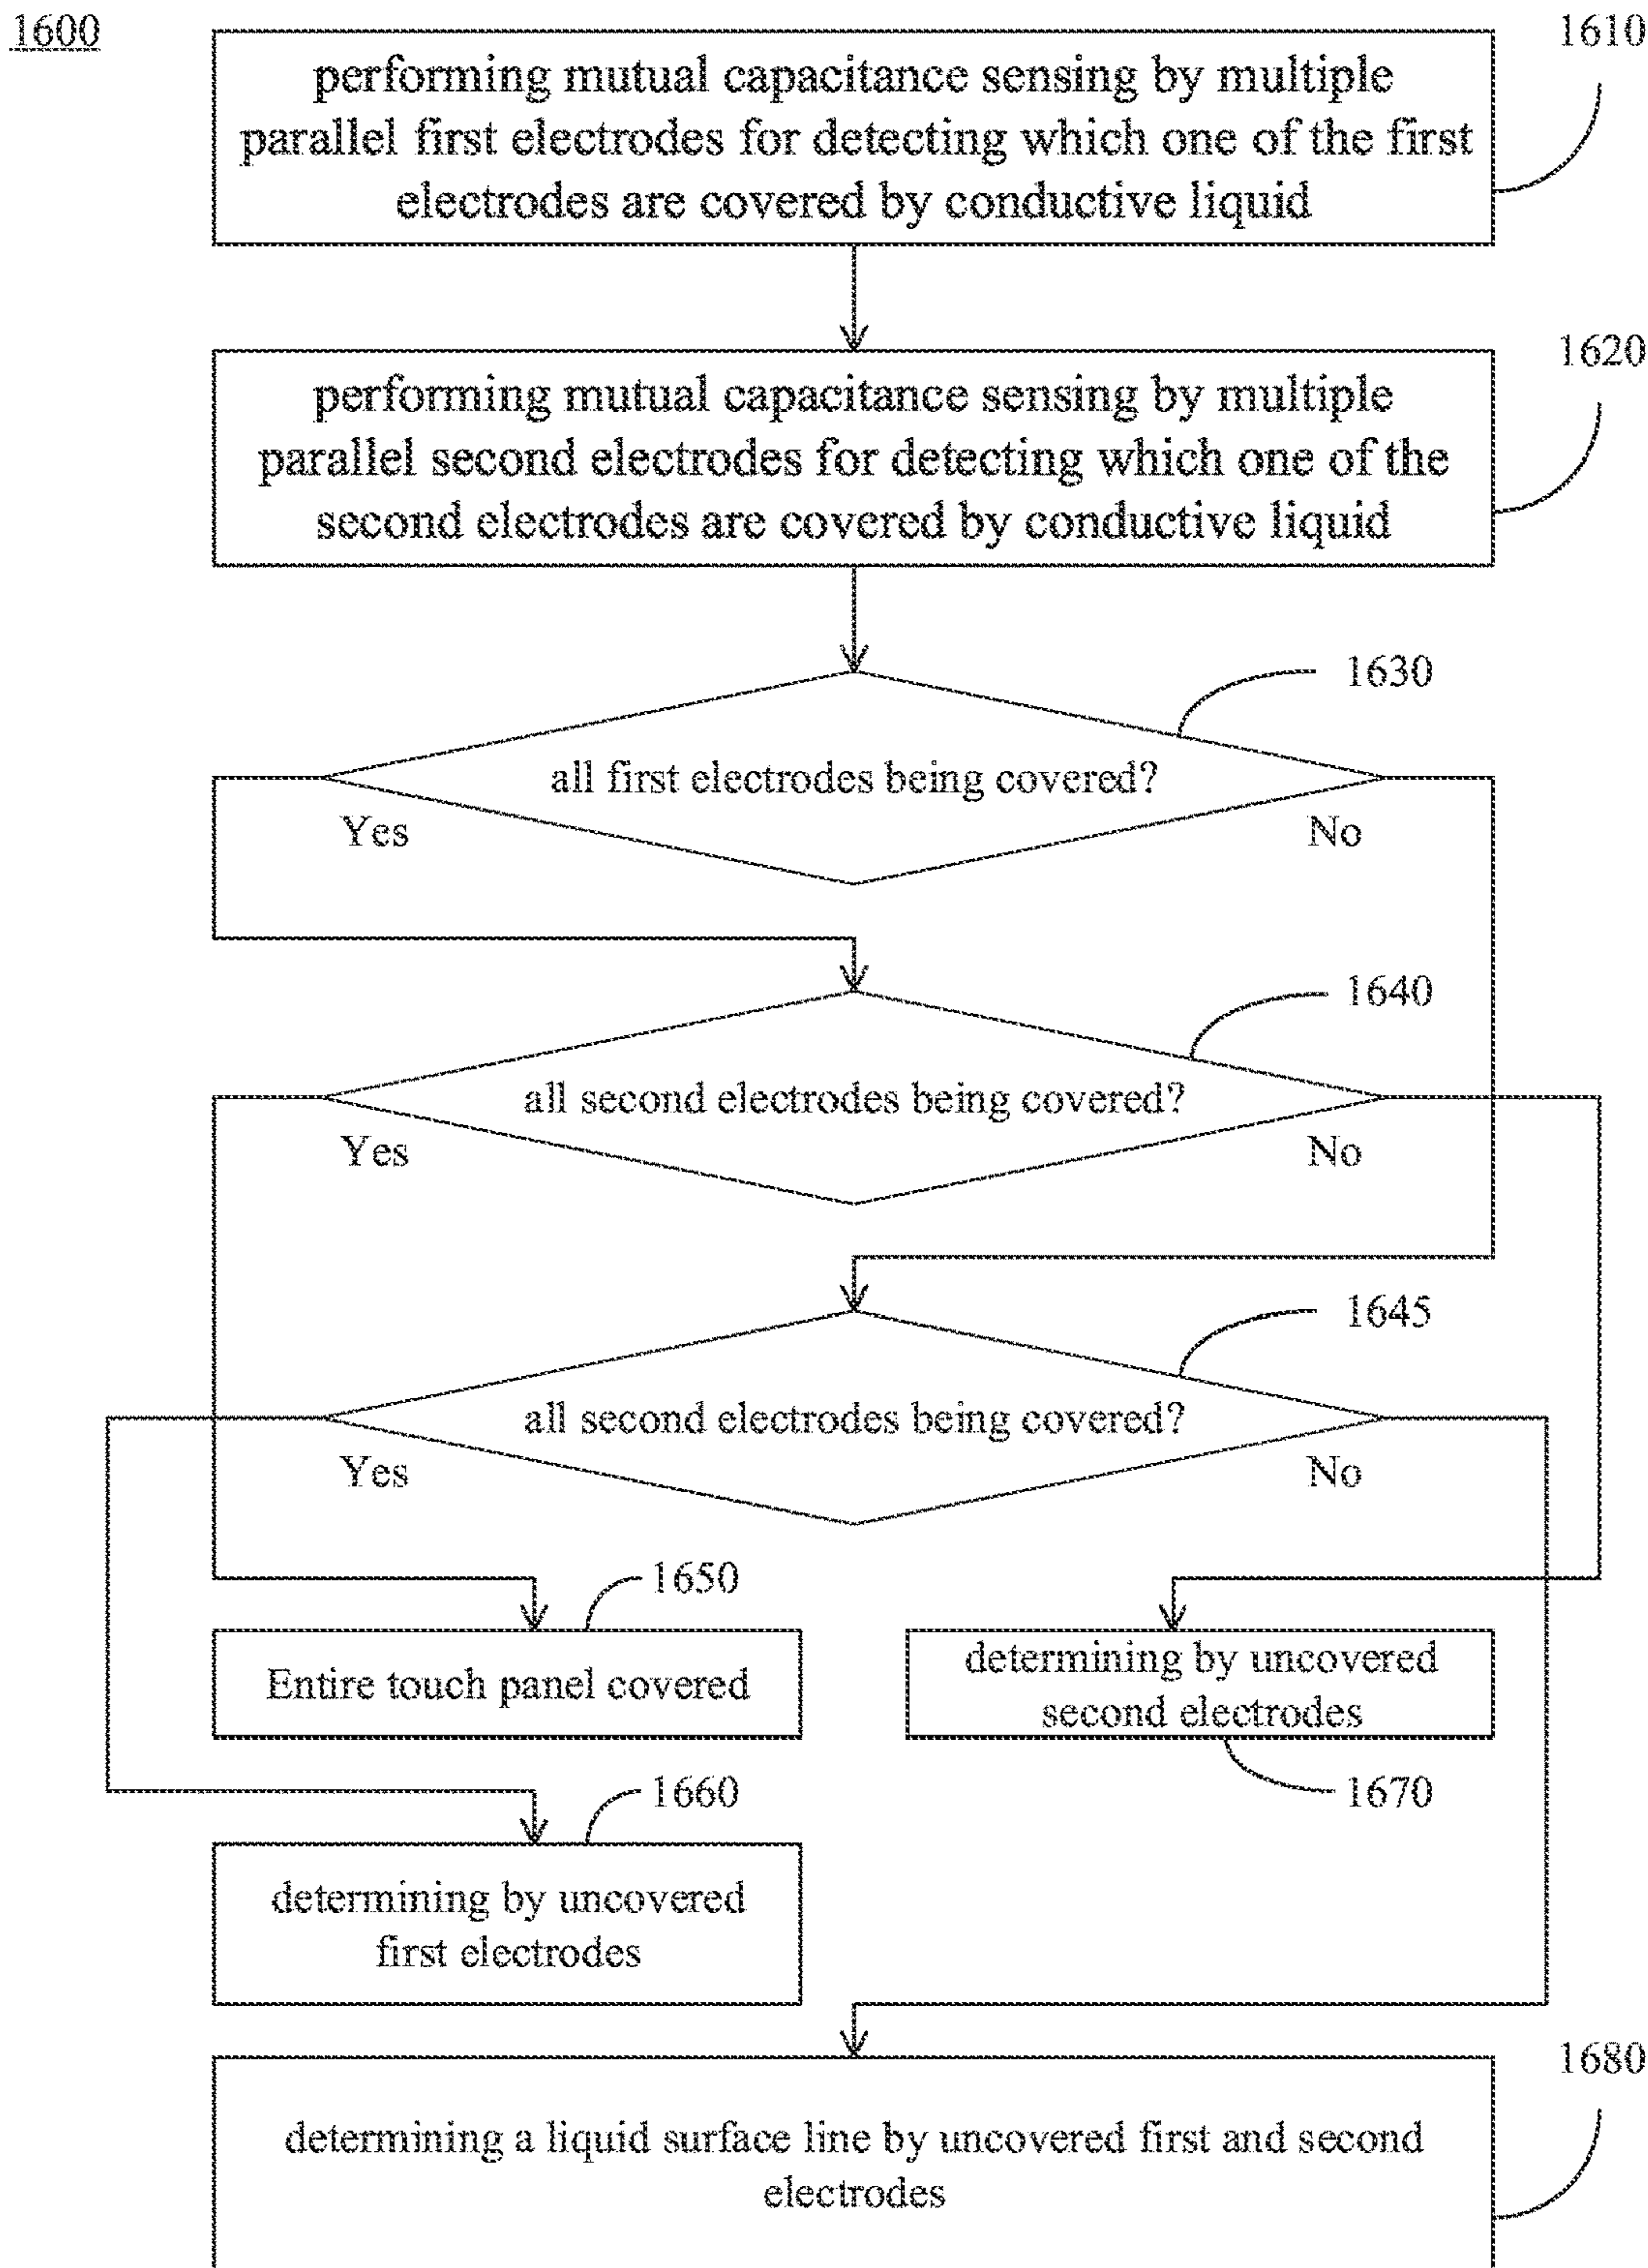 1600
1610
performing mutual capacitance sensing by multiple
parallel first electrodes for detecting which one of the first
electrodes are covered by conductive liquid
1620
performing mutual capacitance sensing by multiple
parallel second electrodes for detecting which one of the
second electrodes are covered by conductive liquid
1630
all first electrodes being covered?
Yes
No
1640
all second electrodes being covered?
Yes
No
1645
all second electrodes being covered?
Yes
No
1650
Entire touch panel covered
determining by uncovered
second electrodes
1660
1670
determining by uncovered
first electrodes
1680
determining a liquid surface line by uncovered first and second
electrodes